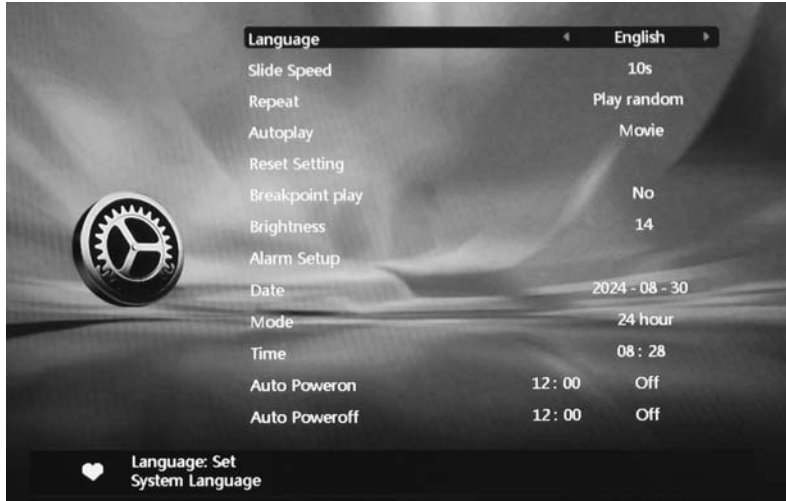 Language English
Slide Speed 10s
Repeat Play random
Autoplay Movie
Reset Setting
Breakpoint play No
Brightness 14
Alarm Setup
Date 2024 - 08 - 30
Mode 24 hour
Time 08 : 28
Auto Poweron 12 : 00 Off
Auto Poweroff 12 : 00 Off
Language: Set
System Language